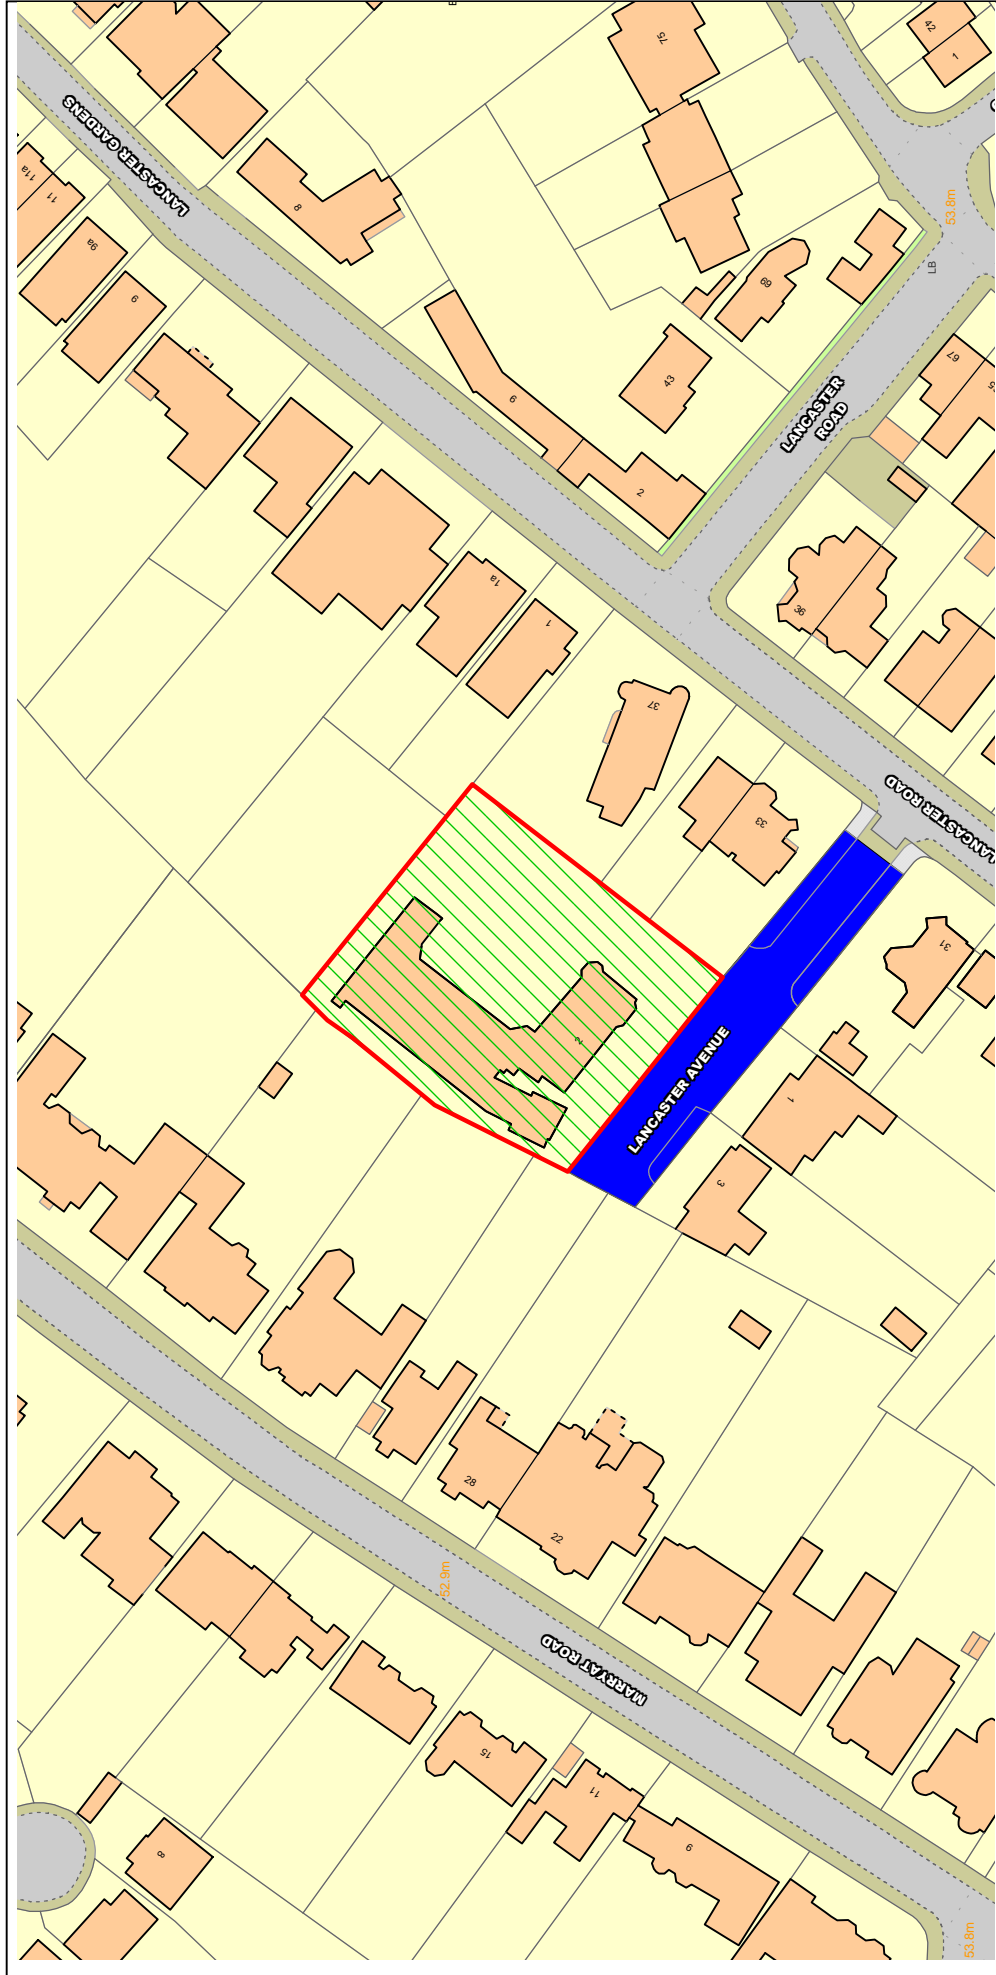 42
1
75
LANCASTER GARDENS
11a
11
8
53.8m
9a
LB
69
9
67
43
6
LANCASTER
ROAD
2
1a
36
1
37
33
LANCASTER ROAD
31
2
LANCASTER AVENUE
1
3
28
22
52.9m
MARRYAT ROAD
15
11
9
8
53.8m